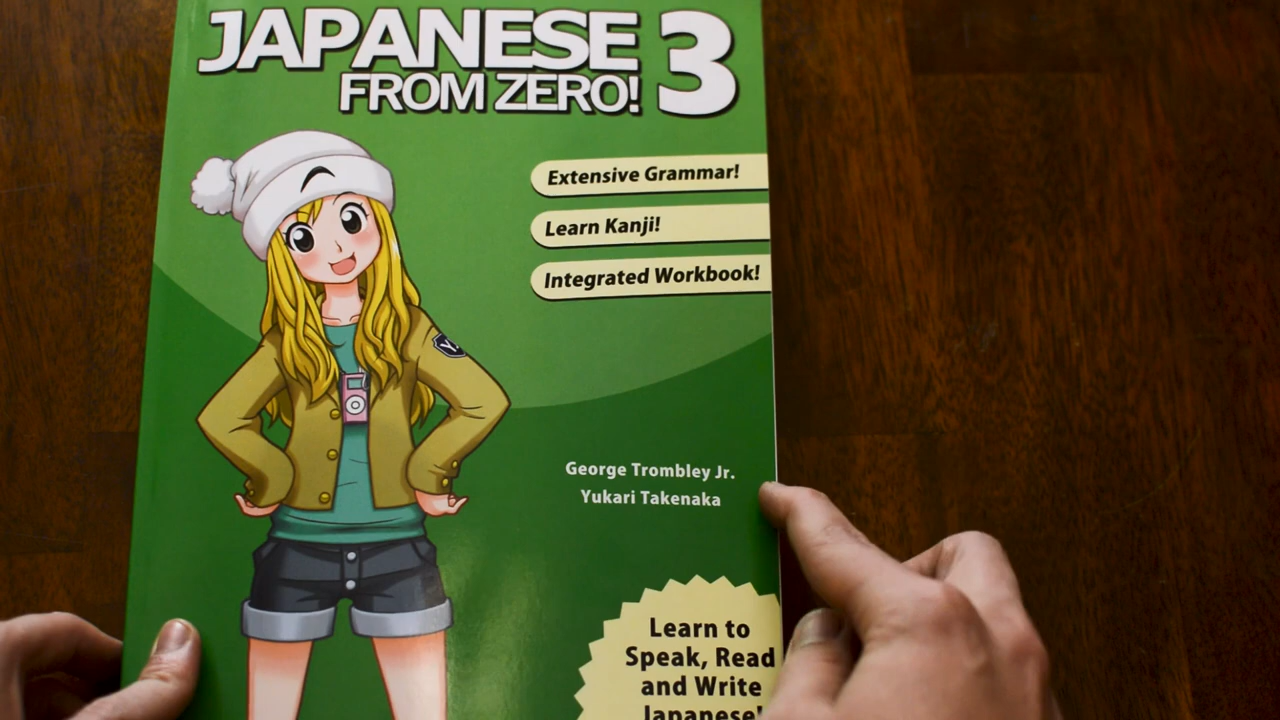 JAPANESE 3
FROM ZERO!
Extensive Grammar!
Learn Kanji!
Integrated Workbook!
Y!
George Trombley Jr.
Yukari Takenaka
Learn to
Speak, Read
and Write
Japanese!